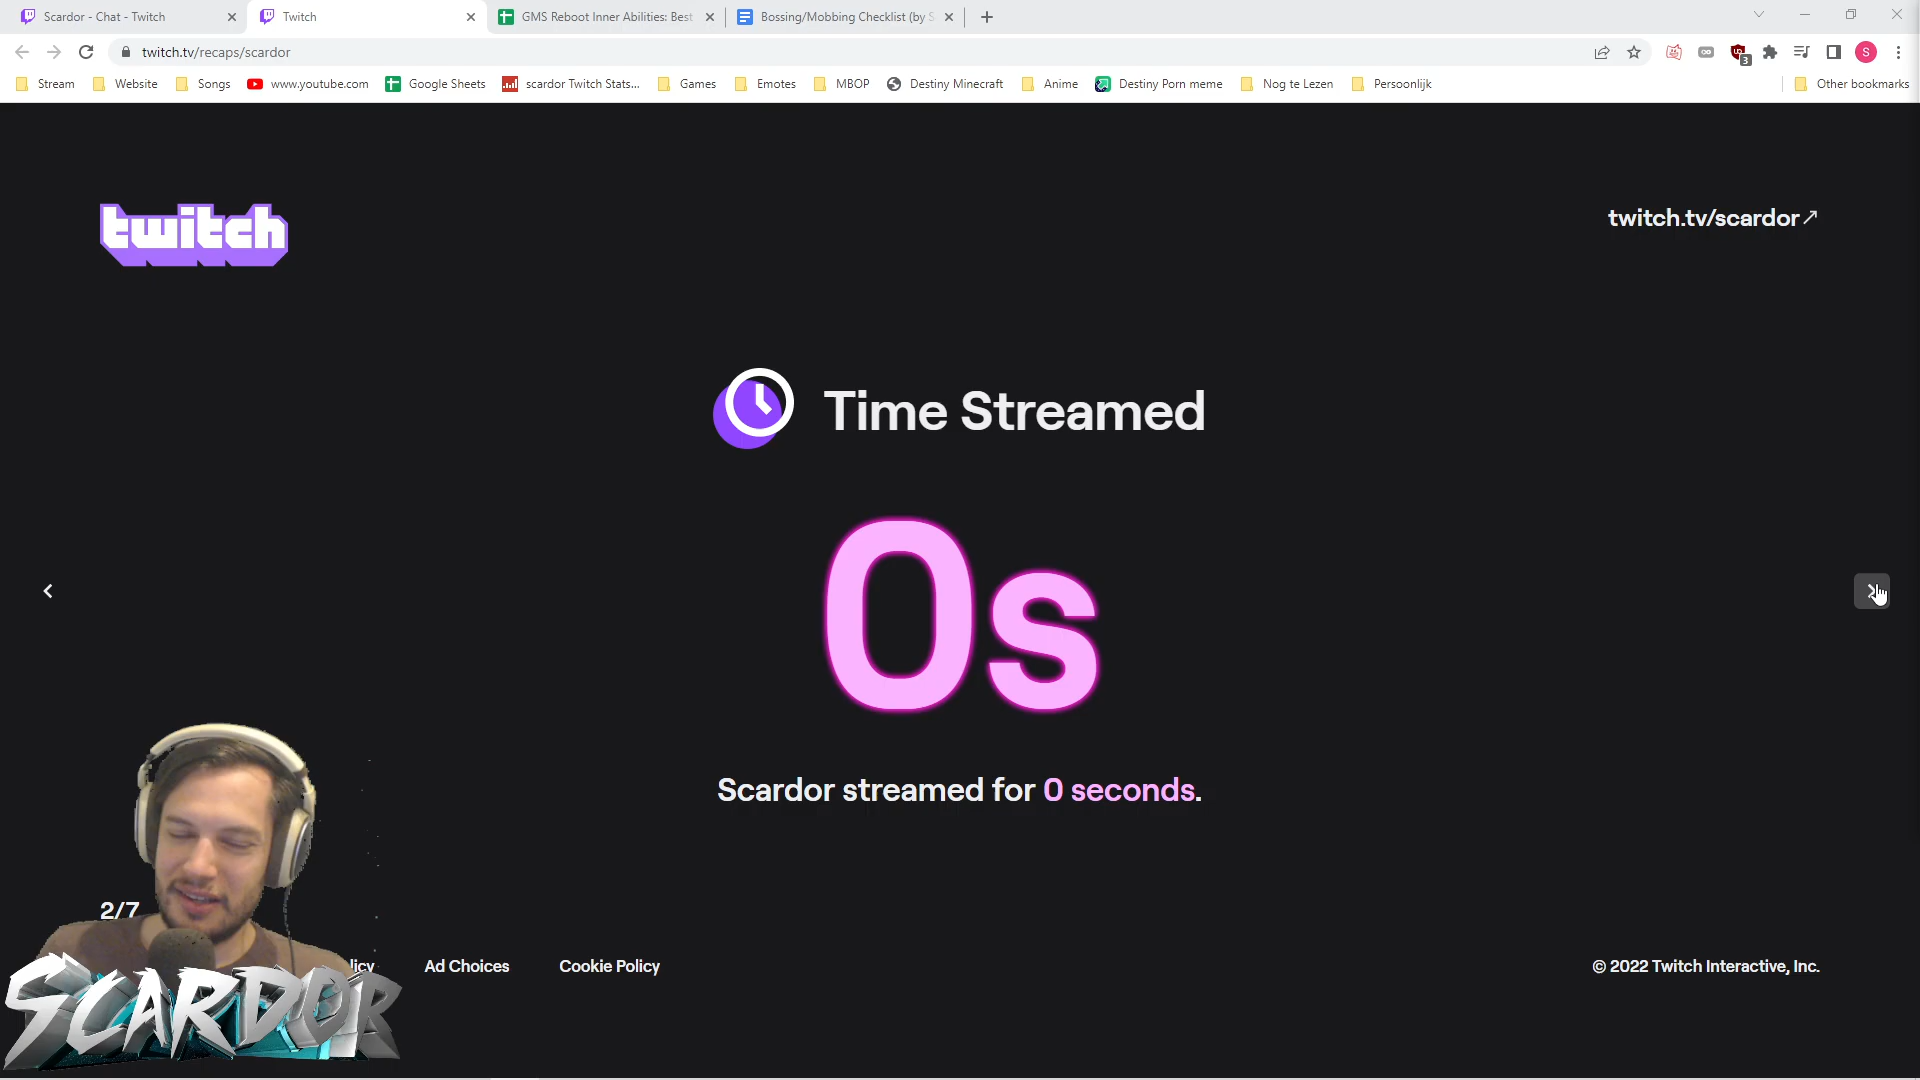 Scardor - Chat - Twitch
Twitch
GMS Reboot Inner Abilities: Best
Bossing/Mobbing Checklist (by S
twitch.tv/recaps/scardor
3
S
Stream
Website
Songs
www.youtube.com
Google Sheets
scardor Twitch Stats...
Games
Emotes
MBOP
Destiny Minecraft
Anime
Destiny Porn meme
Nog te Lezen
Persoonlijk
Other bookmarks
twitch
twitch.tv/scardor↗
Time Streamed
0s
Scardor streamed for 0 seconds.
2/7
licy
Ad Choices
Cookie Policy
© 2022 Twitch Interactive, Inc.
SCARDOR